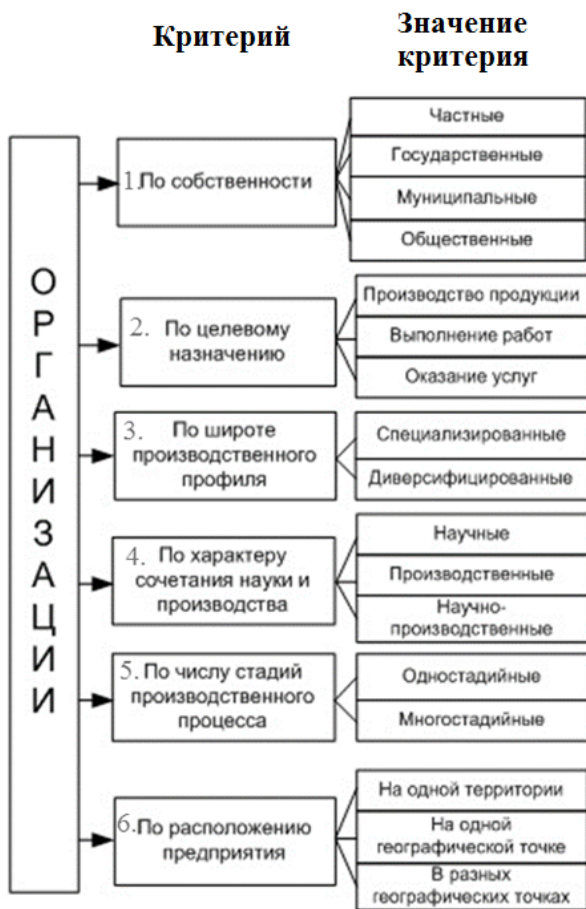 Критерий
Значение
критерия
ОРГАНИЗАЦИИ
1.По собственности
Частные
Государственные
Муниципальные
Общественные
2. По целевому
назначению
Производство продукции
Выполнение работ
Оказание услуг
3. По широте
производственного
профиля
Специализированные
Диверсифицированные
4. По характеру
сочетания науки и
производства
Научные
Производственные
Научно-
производственные
5. По числу стадий
производственного
процесса
Одностадийные
Многостадийные
6.По расположению
предприятия
На одной территории
На одной
географической точке
В разных
географических точках